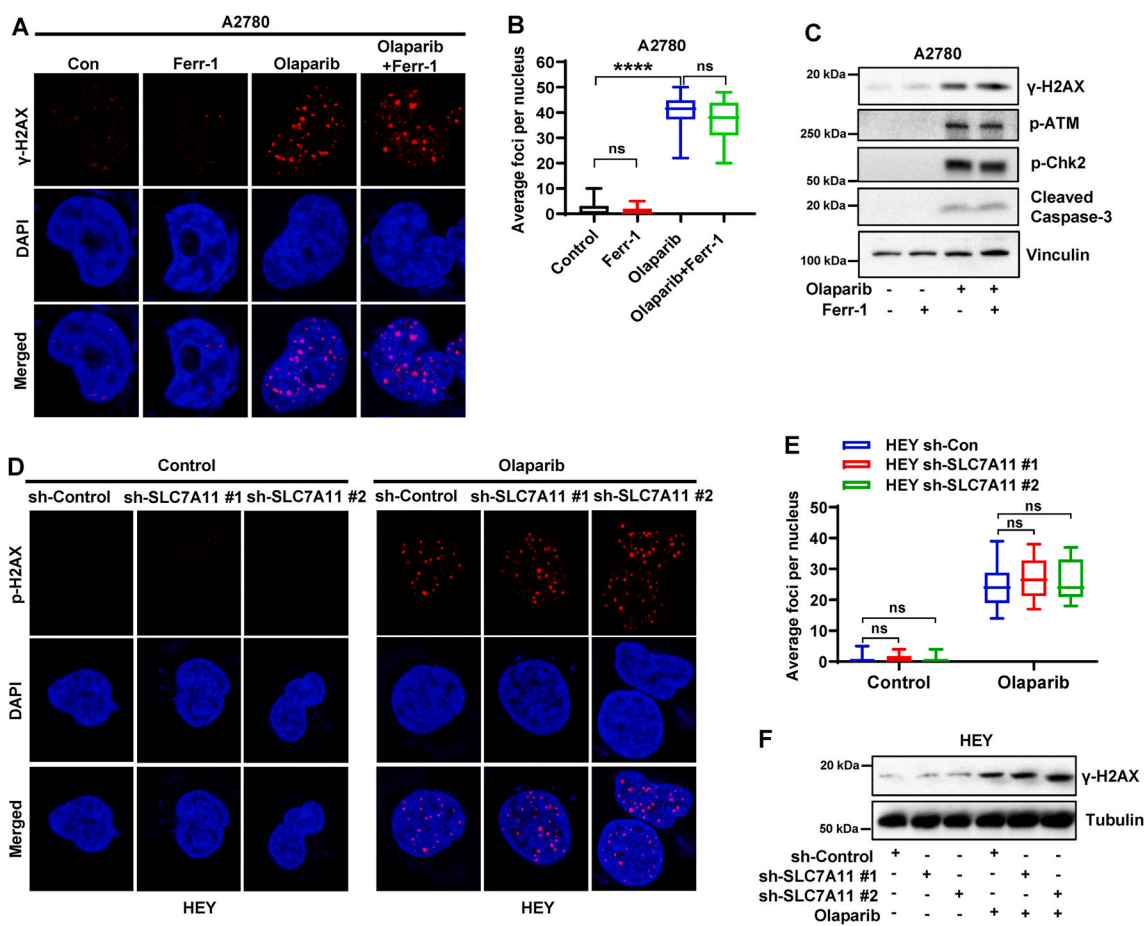 A
A2780
Con
Ferr-1
Olaparib
Olaparib
+Ferr-1
γ-H2AX
DAPI
Merged
B
A2780
Average foci per nucleus
60
50
40
30
20
10
0
ns
****
ns
Control
Ferr-1
Olaparib
Olaparib+Ferr-1
C
A2780
20 kDa
γ-H2AX
250 kDa
p-ATM
50 kDa
p-Chk2
20 kDa
Cleaved
Caspase-3
100 kDa
Vinculin
Olaparib - - + +
Ferr-1 - + - +
D
Control
Olaparib
sh-Control sh-SLC7A11 #1 sh-SLC7A11 #2
sh-Control sh-SLC7A11 #1 sh-SLC7A11 #2
p-H2AX
DAPI
Merged
HEY
HEY
E
HEY sh-Con
HEY sh-SLC7A11 #1
HEY sh-SLC7A11 #2
Average foci per nucleus
50
40
30
20
10
0
ns
ns
ns
ns
Control
Olaparib
F
HEY
20 kDa
γ-H2AX
50 kDa
Tubulin
sh-Control + - - + - -
sh-SLC7A11 #1 - + - - + -
sh-SLC7A11 #2 - - + - - +
Olaparib - - - + + +